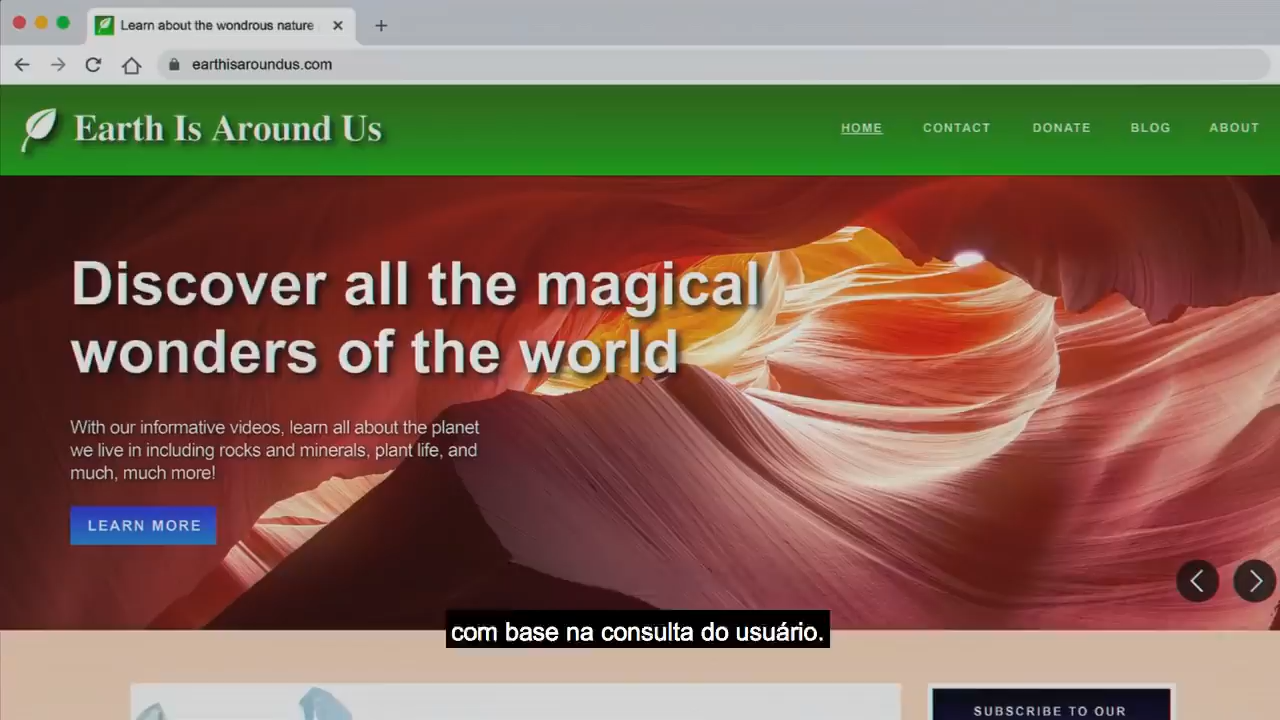 Learn about the wondrous nature
earthisaroundus.com
Earth Is Around Us
HOME CONTACT DONATE BLOG ABOUT
Discover all the magical
wonders of the world
With our informative videos, learn all about the planet
we live in including rocks and minerals, plant life, and
much, much more!
LEARN MORE
com base na consulta do usuário.
SUBSCRIBE TO OUR